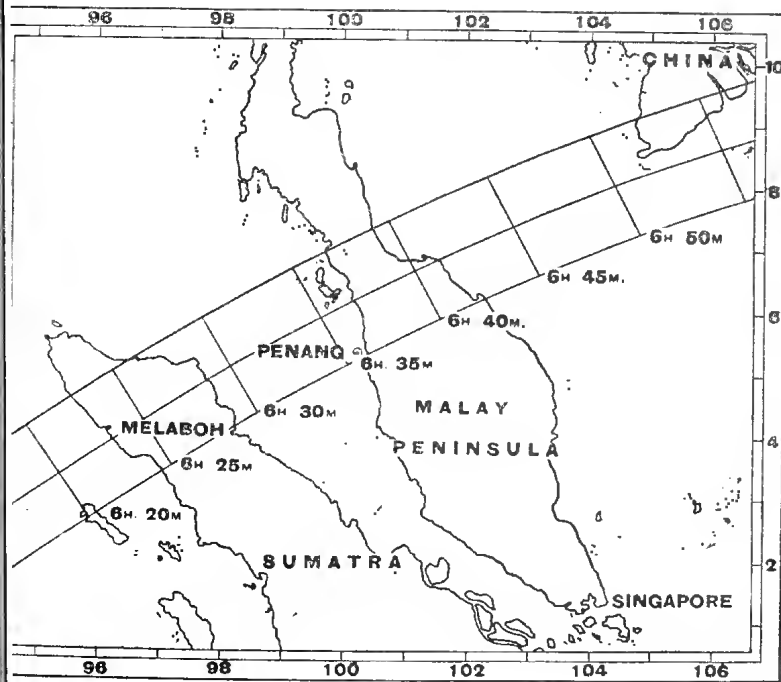 98 100 102 104 106
CHINA
10
8
6H 50M
6H 45M.
6
6H 40M.
PENANG
6H. 35M
6H 30M
MALAY
MELABOH
PENINSULA
4
6H 25M
6H. 20M
SUMATRA
2
SINGAPORE
96 98 100 102 104 106